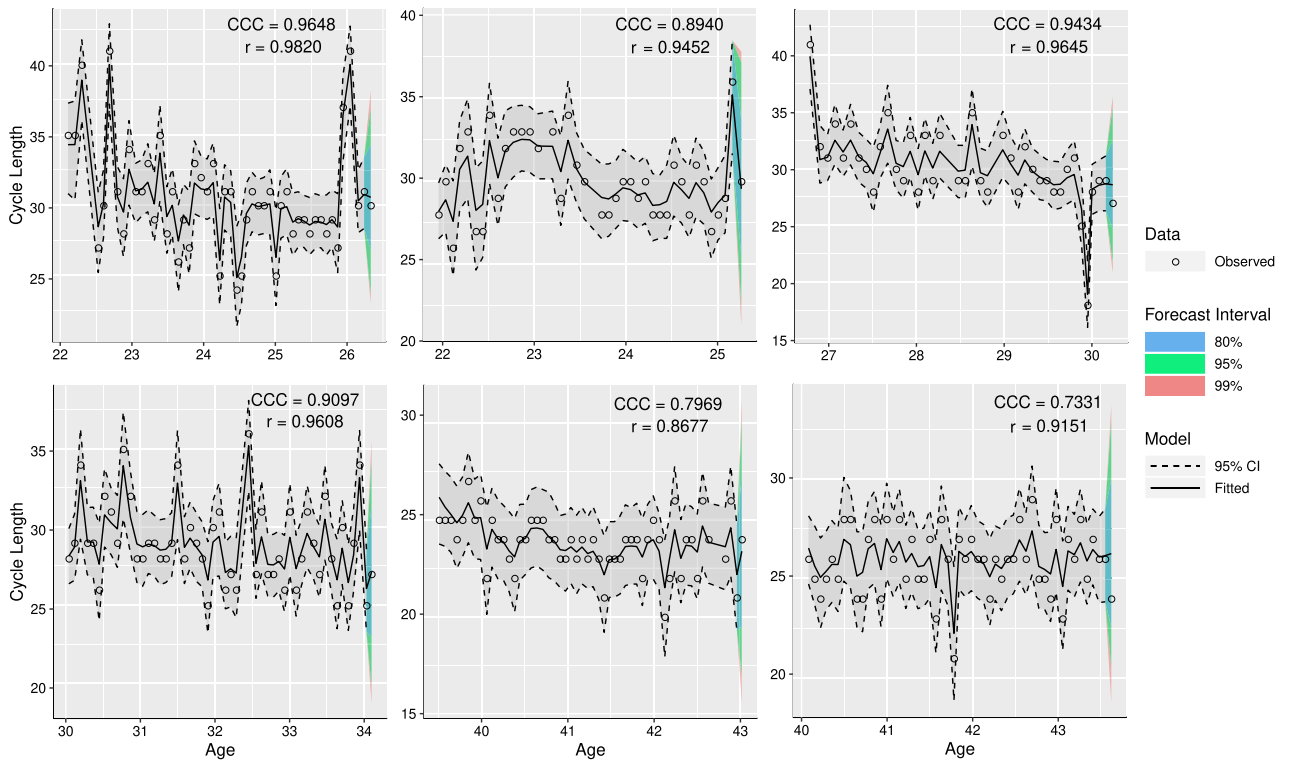 CCC = 0.9648
r = 0.9820
Cycle Length
40
35
30
25
22
23
24
25
26
CCC = 0.8940
r = 0.9452
40
35
30
25
20
22
23
24
25
CCC = 0.9434
r = 0.9645
40
35
30
25
20
15
27
28
29
30
CCC = 0.9097
r = 0.9608
Cycle Length
35
30
25
20
30
31
32
33
34
Age
CCC = 0.7969
r = 0.8677
30
25
20
15
40
41
42
43
Age
CCC = 0.7331
r = 0.9151
30
25
20
40
41
42
43
Age
Data
Observed
Forecast Interval
80%
95%
99%
Model
95% CI
Fitted